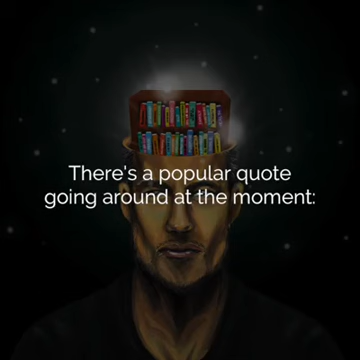 There's a popular quote
going around at the moment: